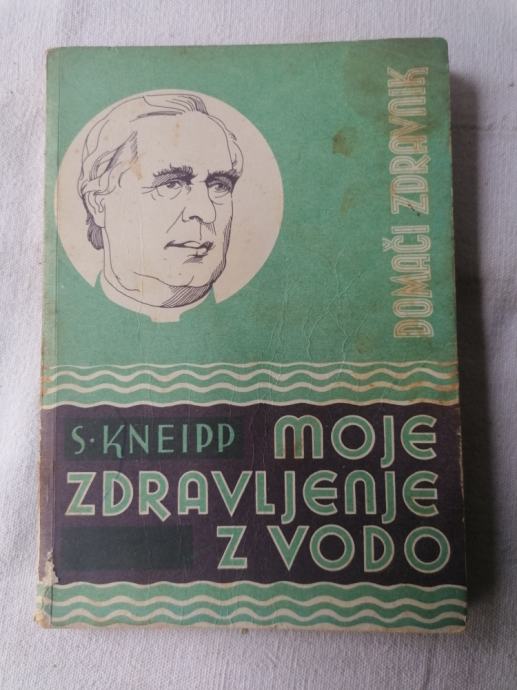 DOMAČI ZDRAVNIK
S. KNEIPP MOJE
ZDRAVLJENJE
Z VODO